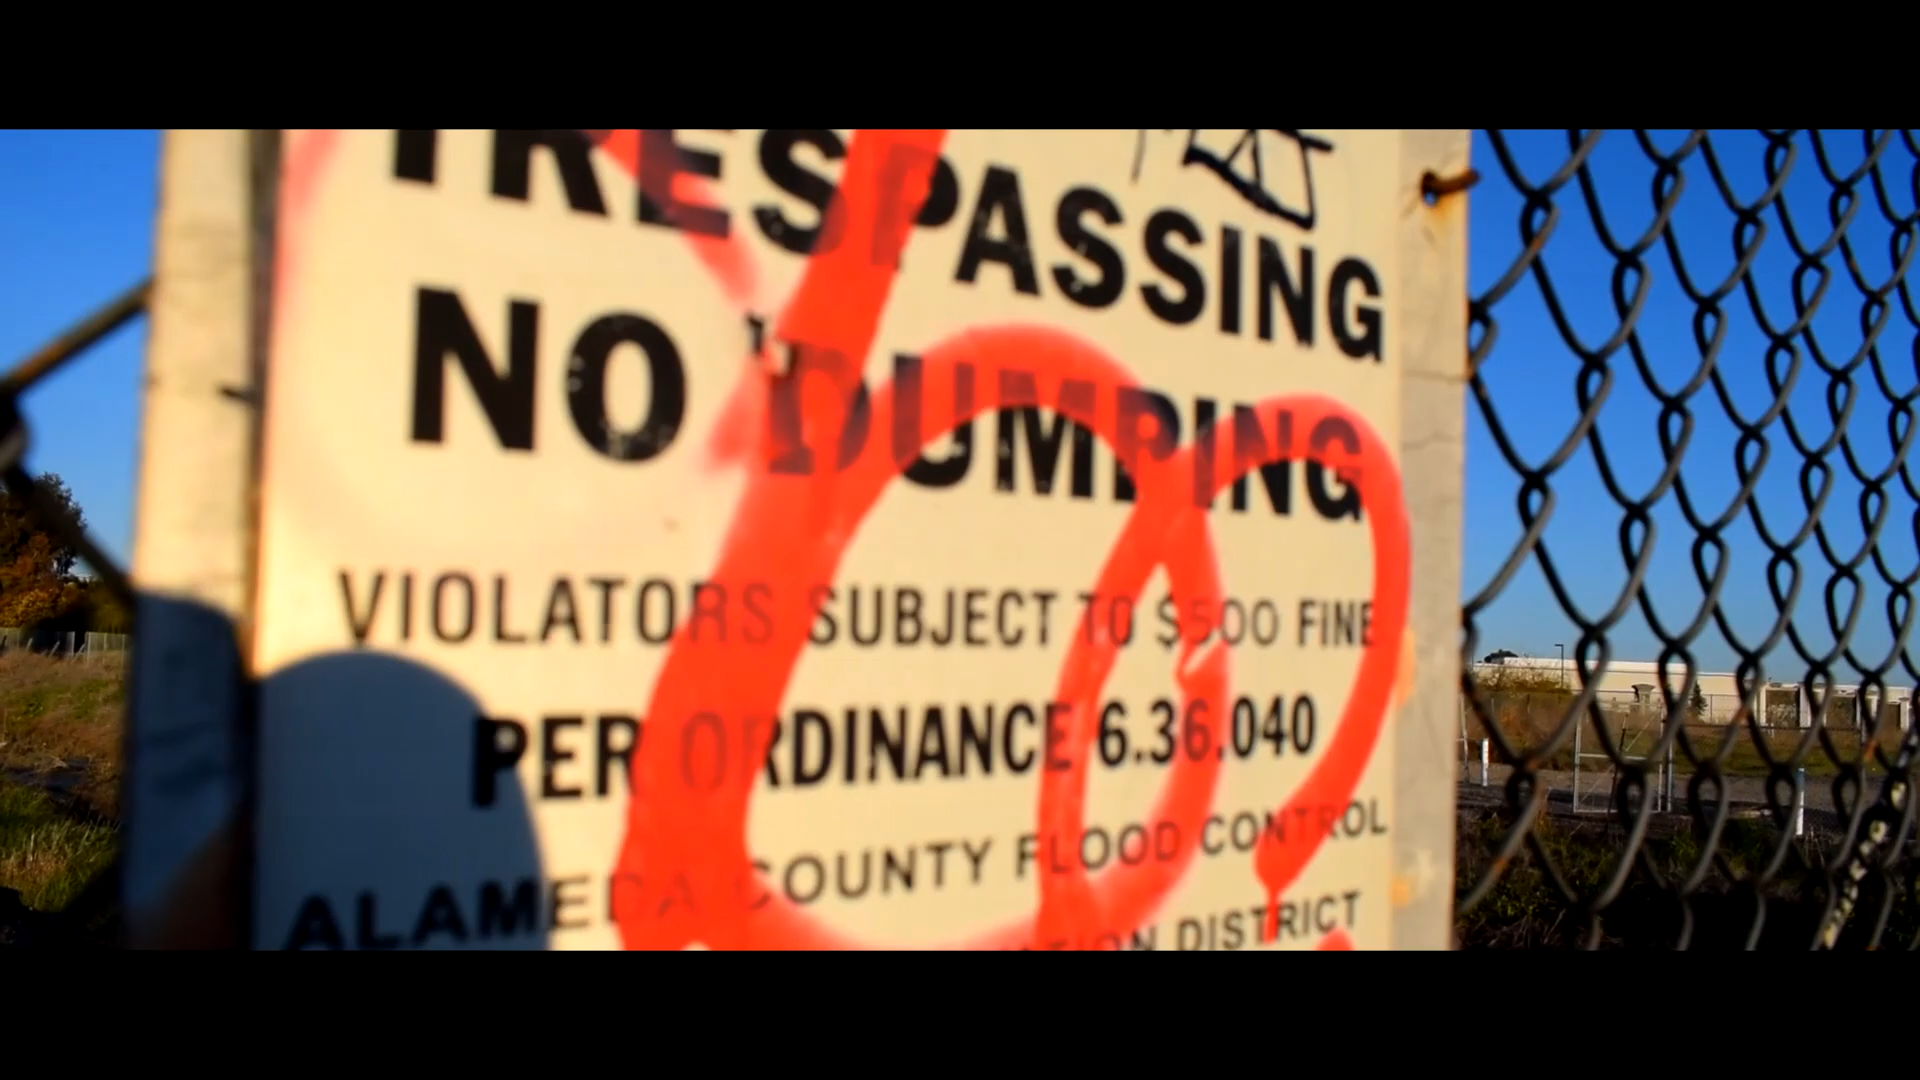 TRESPASSING
NO DUMPING
VIOLATORS SUBJECT TO $500 FINE
PER ORDINANCE 6.36.040
ALAMEDA COUNTY FLOOD CONTROL
DISTRICT